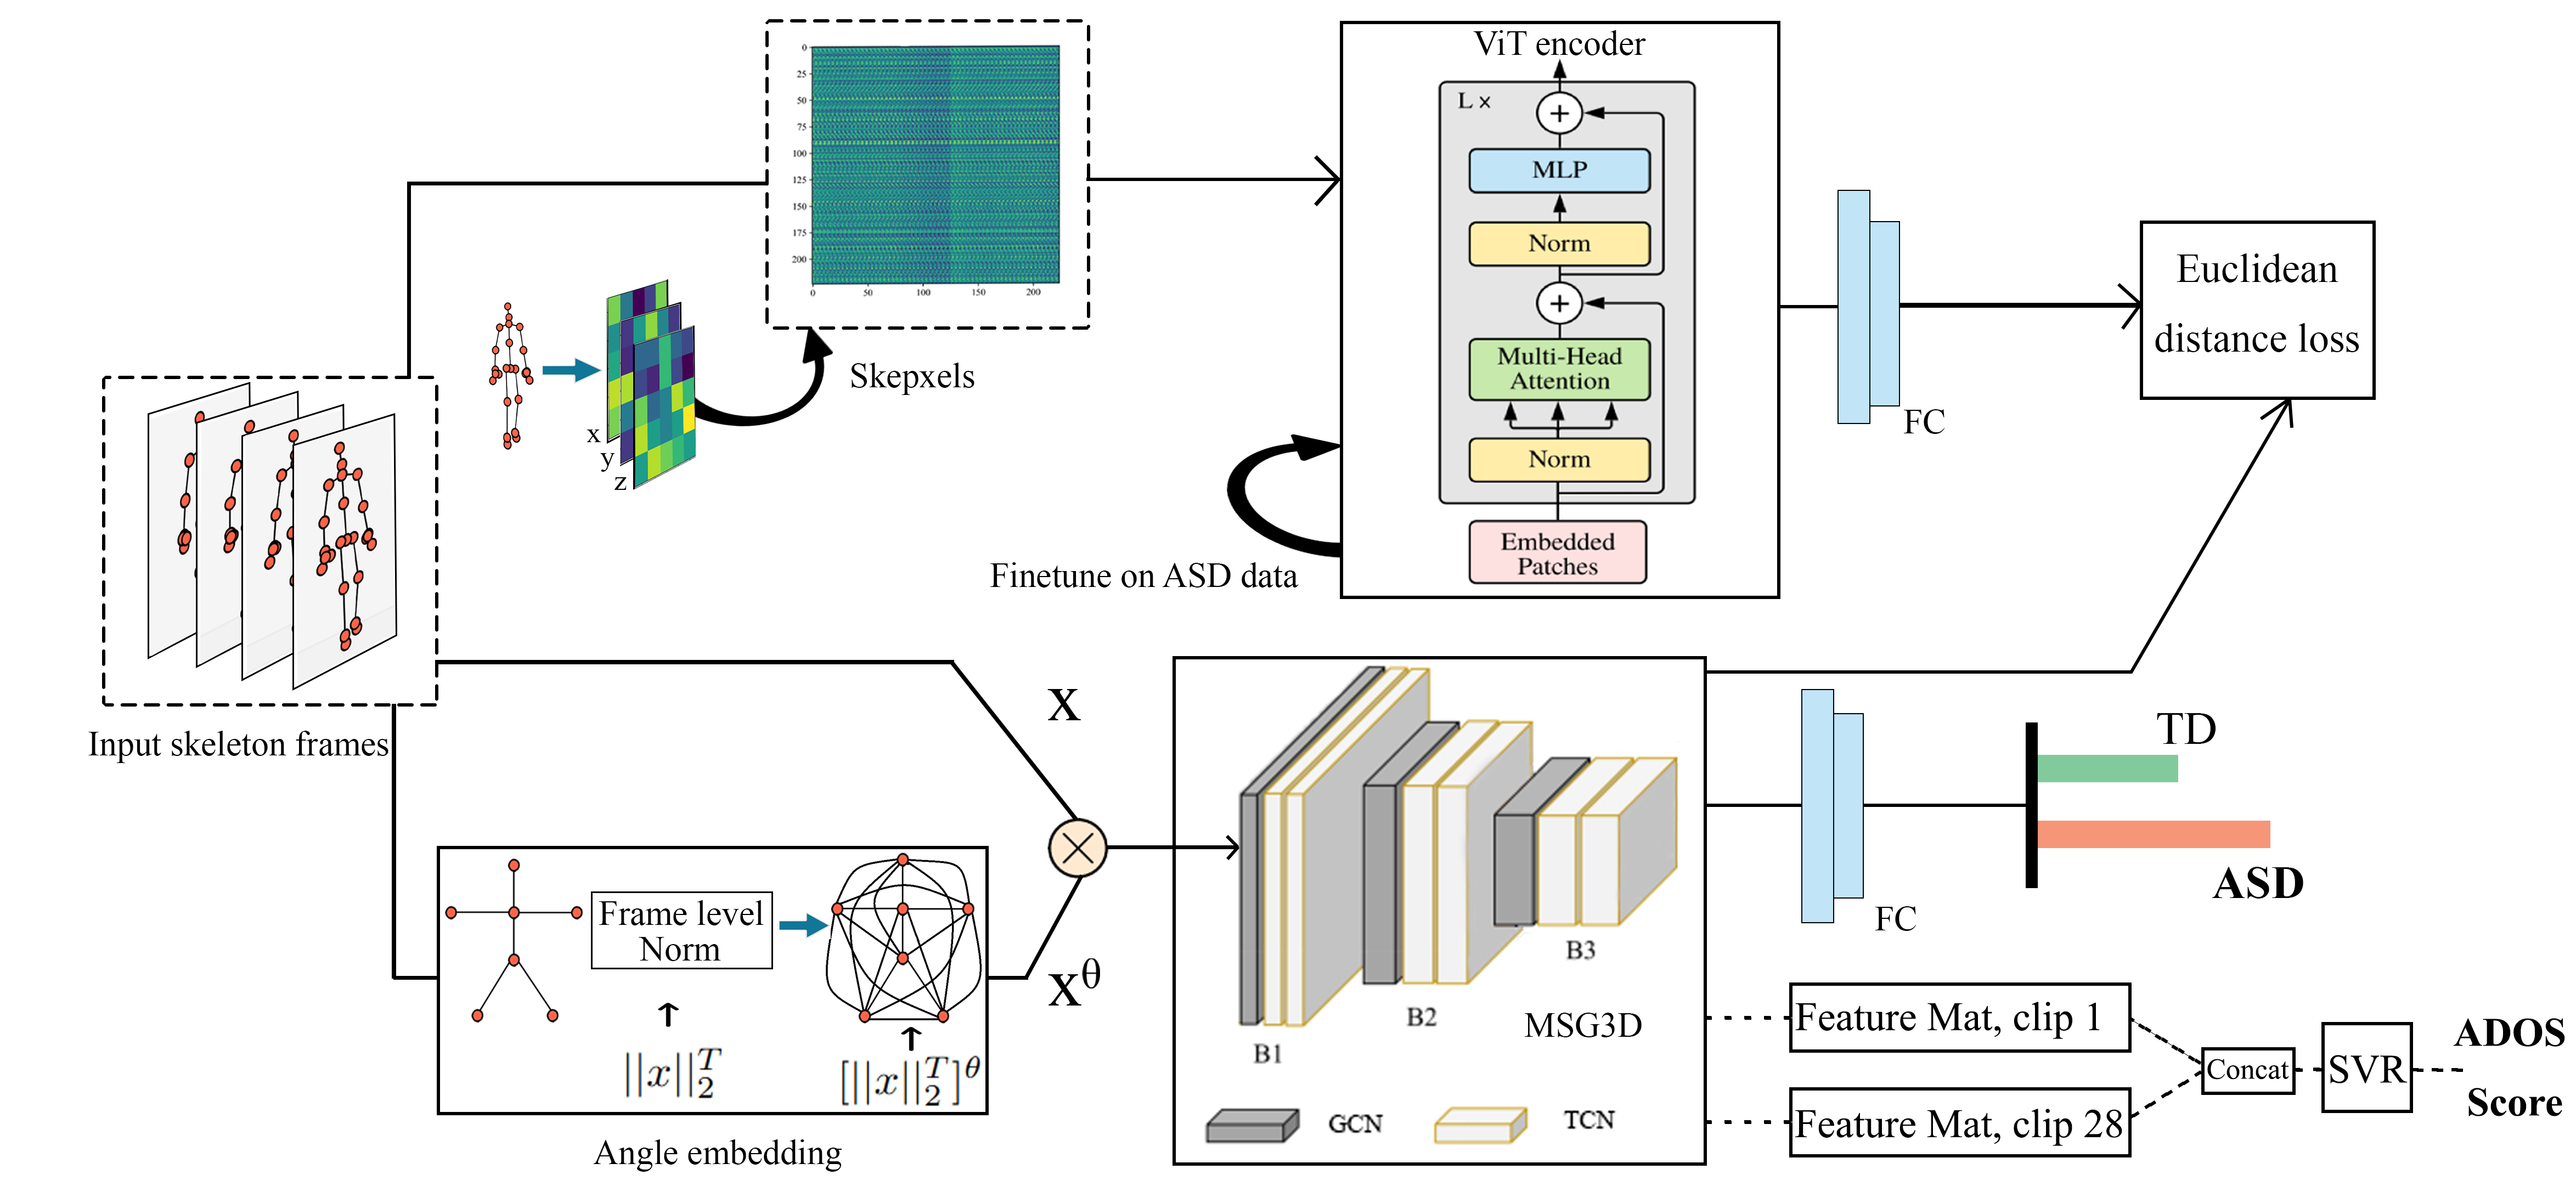 0
25
50
75
100
125
150
175
200
0
50
100
150
200
Skepxels
x
y
z
Input skeleton frames
ViT encoder
L ×
+
MLP
Norm
+
Multi-Head
Attention
Norm
Embedded
Patches
Finetune on ASD data
FC
Euclidean
distance loss
X
X^θ
Frame level
Norm
||x||_2^T
[||x||_2^T]^θ
Angle embedding
B1
B2
B3
MSG3D
GCN
TCN
FC
TD
ASD
Feature Mat, clip 1
Feature Mat, clip 28
Concat
SVR
ADOS
Score